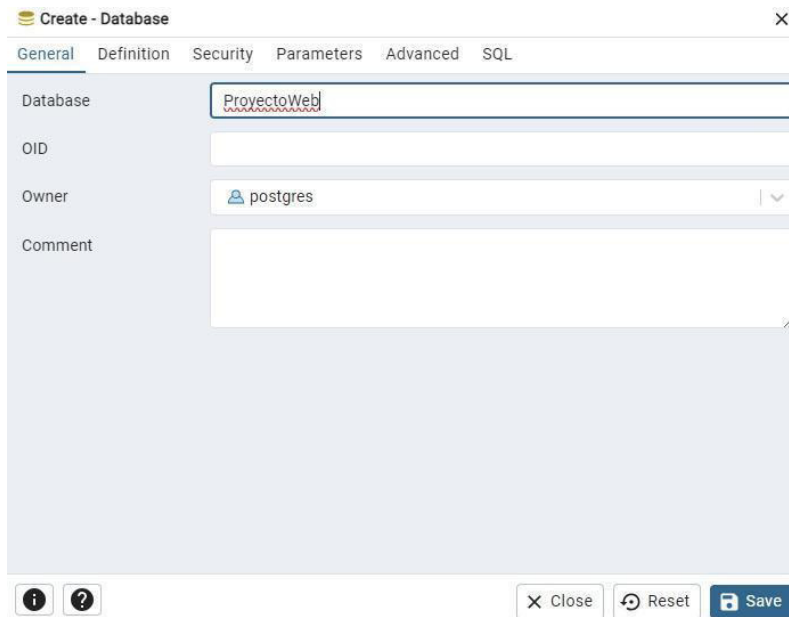 Create - Database
General Definition Security Parameters Advanced SQL
Database ProyectoWeb
OID
Owner postgres
Comment
Close Reset Save